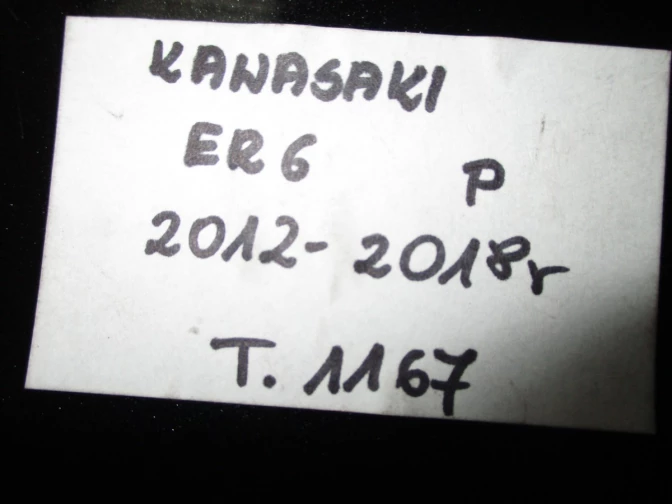 KAWASAKI
ER6 P
2012-2018r
T. 1167